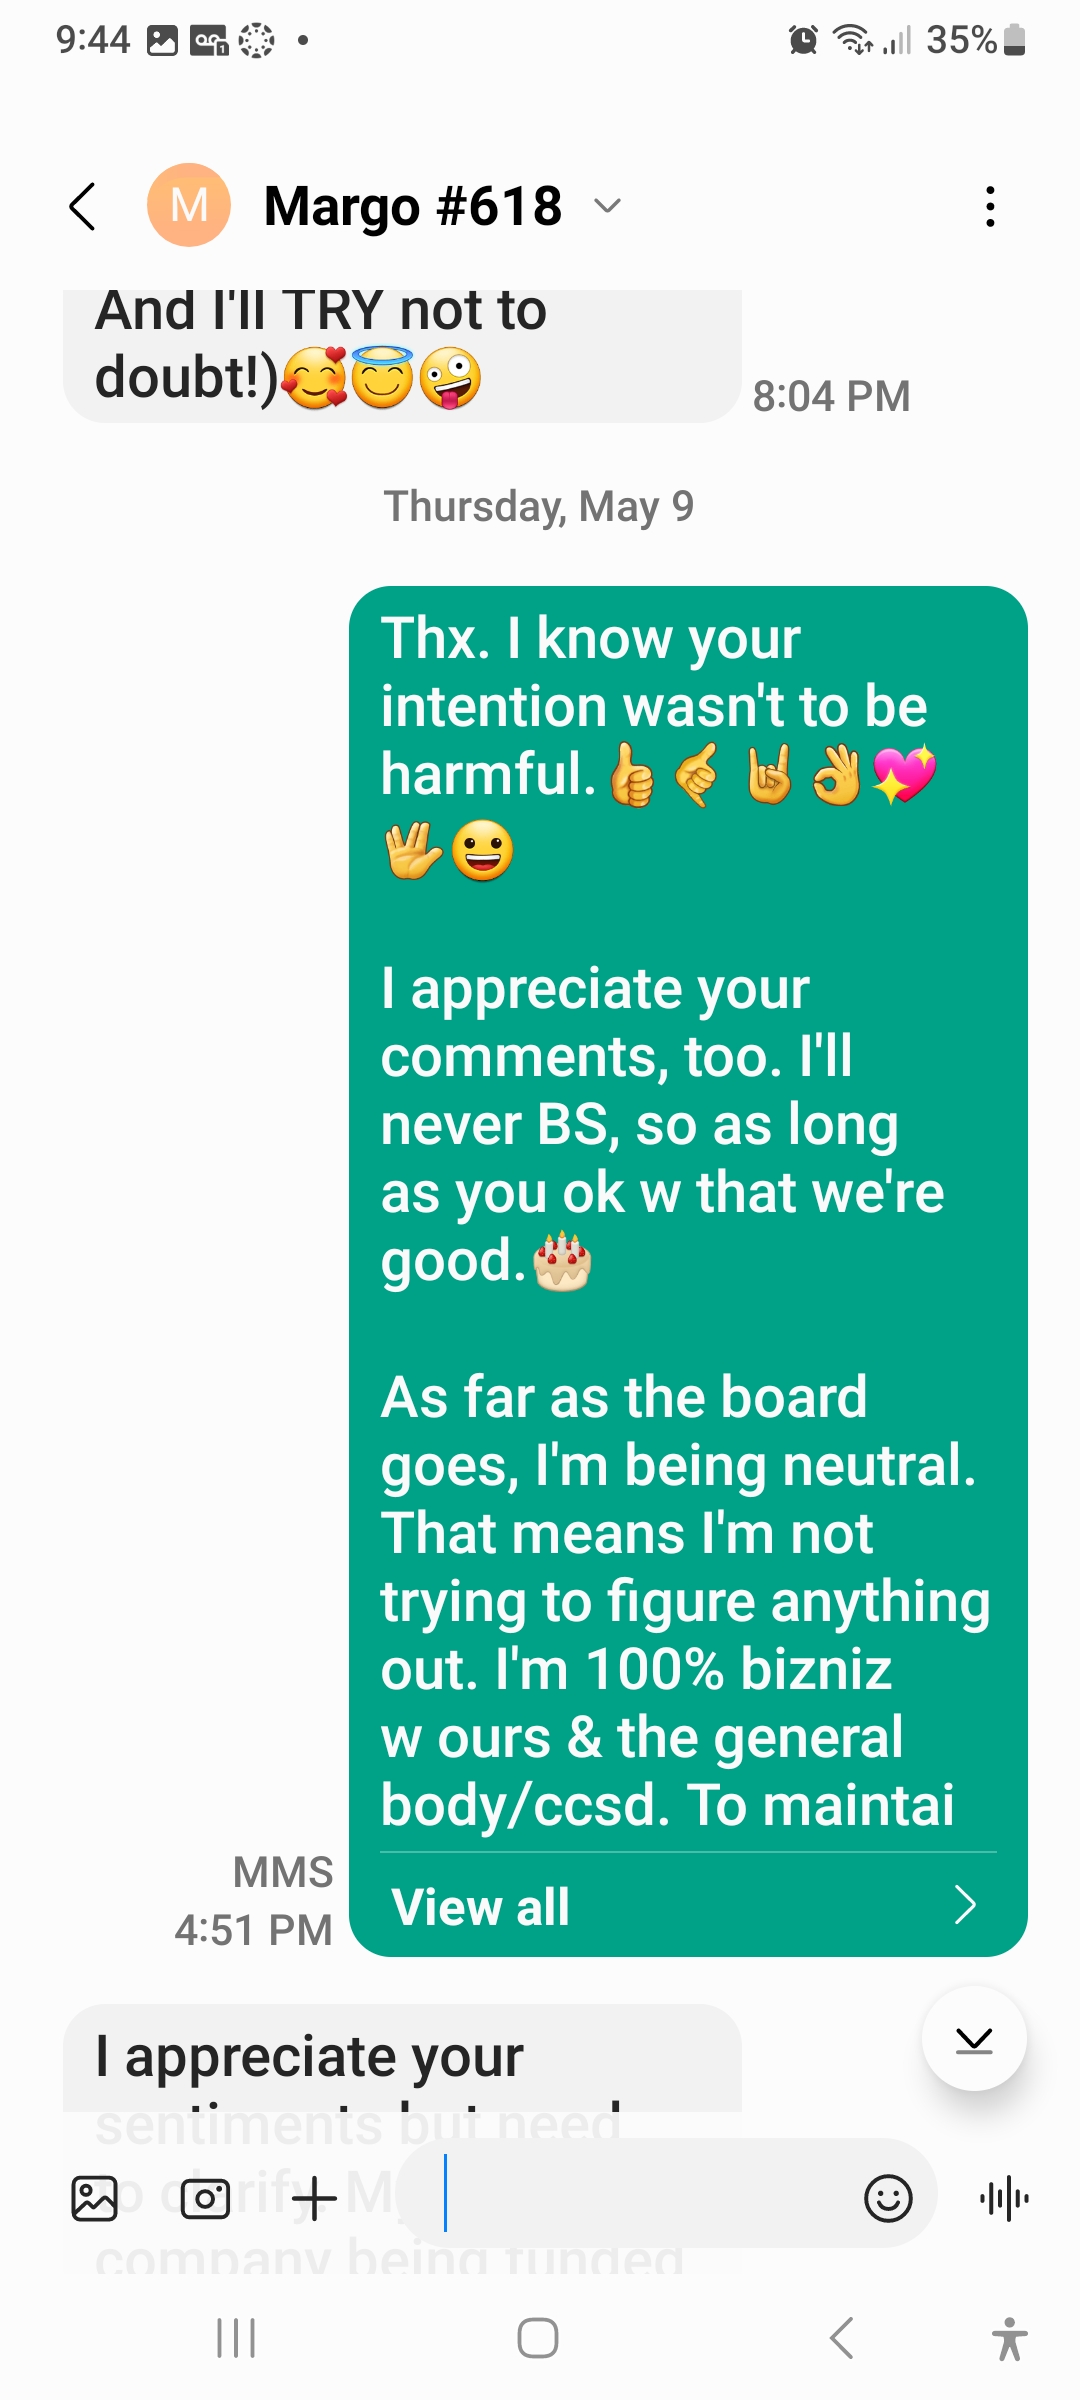 9:44 35%
M Margo #618
And I'll TRY not to
doubt!)🥰😇🤪
8:04 PM
Thursday, May 9
Thx. I know your
intention wasn't to be
harmful.👍🤙🤘👌💖
🖖😀
I appreciate your
comments, too. I'll
never BS, so as long
as you ok w that we're
good.🎂
As far as the board
goes, I'm being neutral.
That means I'm not
trying to figure anything
out. I'm 100% bizniz
w ours & the general
body/ccsd. To maintai
View all
MMS
4:51 PM
I appreciate your
sentiments but need
to clarify. M
company being funded